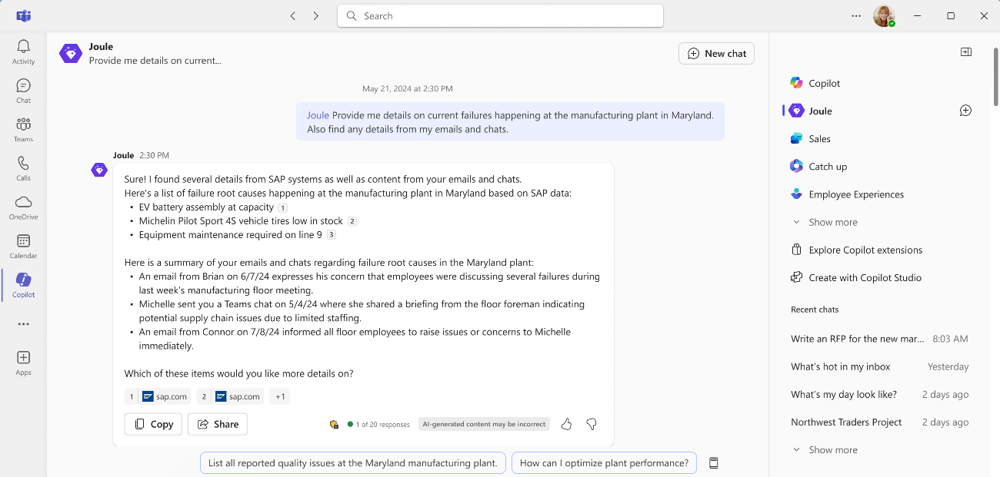 Search
Activity
Chat
Teams
Calls
OneDrive
Calendar
Copilot
Apps
Joule
Provide me details on current...
New chat
May 21, 2024 at 2:30 PM
Joule Provide me details on current failures happening at the manufacturing plant in Maryland.
Also find any details from my emails and chats.
Joule 2:30 PM
Sure! I found several details from SAP systems as well as content from your emails and chats.
Here's a list of failure root causes happening at the manufacturing plant in Maryland based on SAP data:
• EV battery assembly at capacity 1
• Michelin Pilot Sport 4S vehicle tires low in stock 2
• Equipment maintenance required on line 9 3
Here is a summary of your emails and chats regarding failure root causes in the Maryland plant:
• An email from Brian on 6/7/24 expresses his concern that employees were discussing several failures during
last week's manufacturing floor meeting.
• Michelle sent you a Teams chat on 5/4/24 where she shared a briefing from the floor foreman indicating
potential supply chain issues due to limited staffing.
• An email from Connor on 7/8/24 informed all floor employees to raise issues or concerns to Michelle
immediately.
Which of these items would you like more details on?
1 sap.com 2 sap.com +1
Copy Share 1 of 20 responses AI-generated content may be incorrect
List all reported quality issues at the Maryland manufacturing plant. How can I optimize plant performance?
Copilot
Joule
Sales
Catch up
Employee Experiences
Show more
Explore Copilot extensions
Create with Copilot Studio
Recent chats
Write an RFP for the new mar... 8:03 AM
What's hot in my inbox Yesterday
What's my day look like? 2 days ago
Northwest Traders Project 2 days ago
Show more